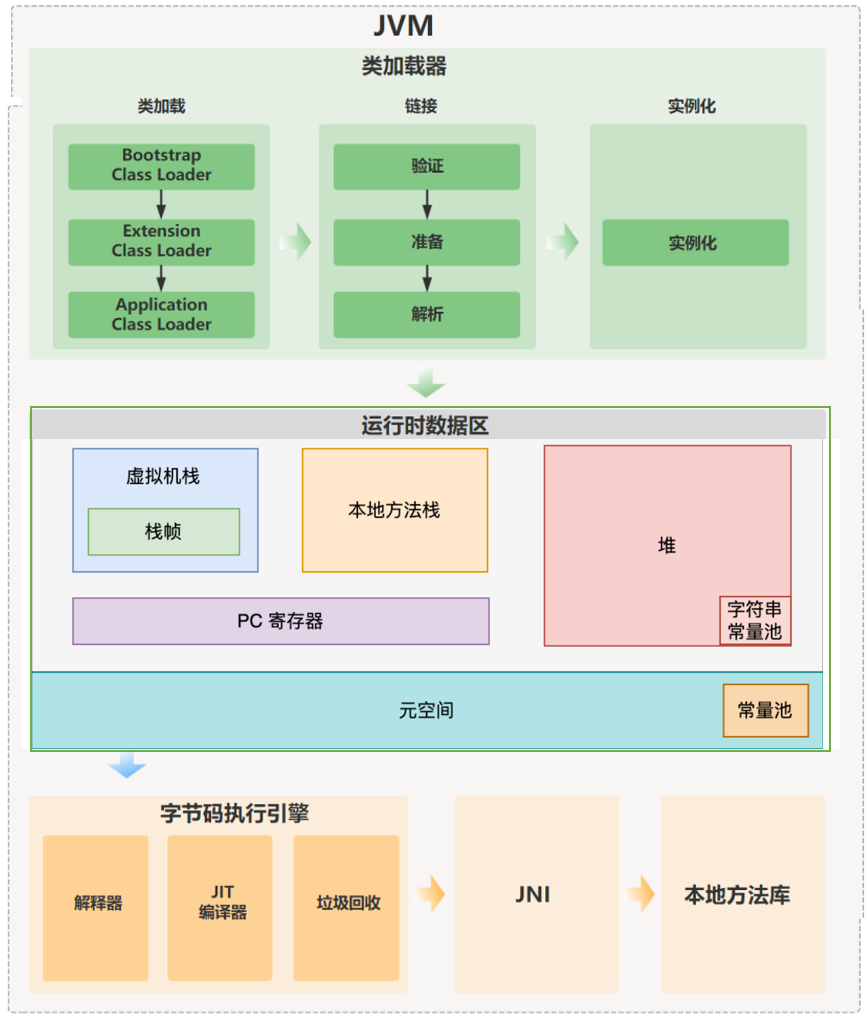 JVM
类加载器
类加载
链接
实例化
Bootstrap
Class Loader
Extension
Class Loader
Application
Class Loader
验证
准备
解析
实例化
运行时数据区
虚拟机栈
栈帧
本地方法栈
堆
字符串
常量池
PC 寄存器
元空间
常量池
字节码执行引擎
解释器
JIT
编译器
垃圾回收
JNI
本地方法库